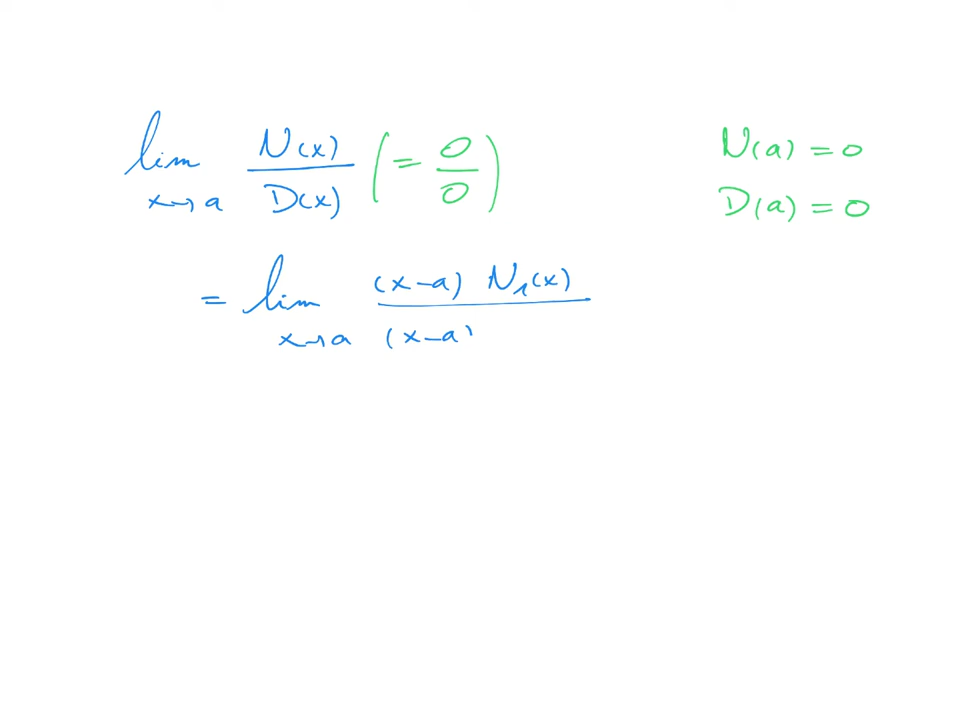 lim x→a N(x)/D(x) (= 0/0)
N(a) = 0
D(a) = 0
= lim x→a (x-a) N₁(x)/(x-a)